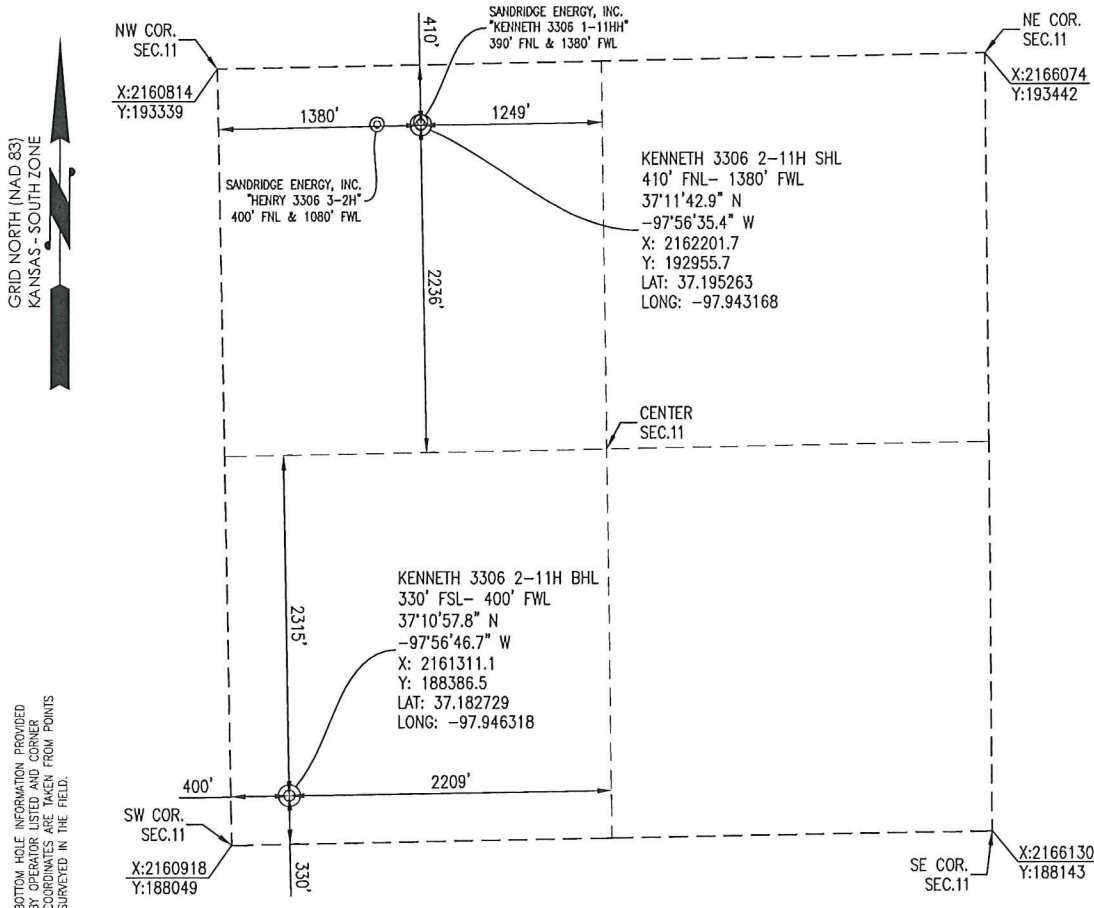 SANDRIDGE ENERGY, INC.
"KENNETH 3306 1-11HH"
390' FNL & 1380' FWL
410'
NW COR.
SEC.11
X:2160814
Y:193339
NE COR.
SEC.11
X:2166074
Y:193442
GRID NORTH (NAD 83)
KANSAS - SOUTH ZONE
1380'
1249'
SANDRIDGE ENERGY, INC.
"HENRY 3306 3-2H"
400' FNL & 1080' FWL
KENNETH 3306 2-11H SHL
410' FNL- 1380' FWL
37°11'42.9" N
-97°56'35.4" W
X: 2162201.7
Y: 192955.7
LAT: 37.195263
LONG: -97.943168
2236'
CENTER
SEC.11
2315'
KENNETH 3306 2-11H BHL
330' FSL- 400' FWL
37°10'57.8" N
-97°56'46.7" W
X: 2161311.1
Y: 188386.5
LAT: 37.182729
LONG: -97.946318
BOTTOM HOLE INFORMATION PROVIDED
BY OPERATOR LISTED AND CORNER
COORDINATES ARE TAKEN FROM POINTS
SURVEYED IN THE FIELD.
400'
2209'
SW COR.
SEC.11
X:2160918
Y:188049
330'
SE COR.
SEC.11
X:2166130
Y:188143